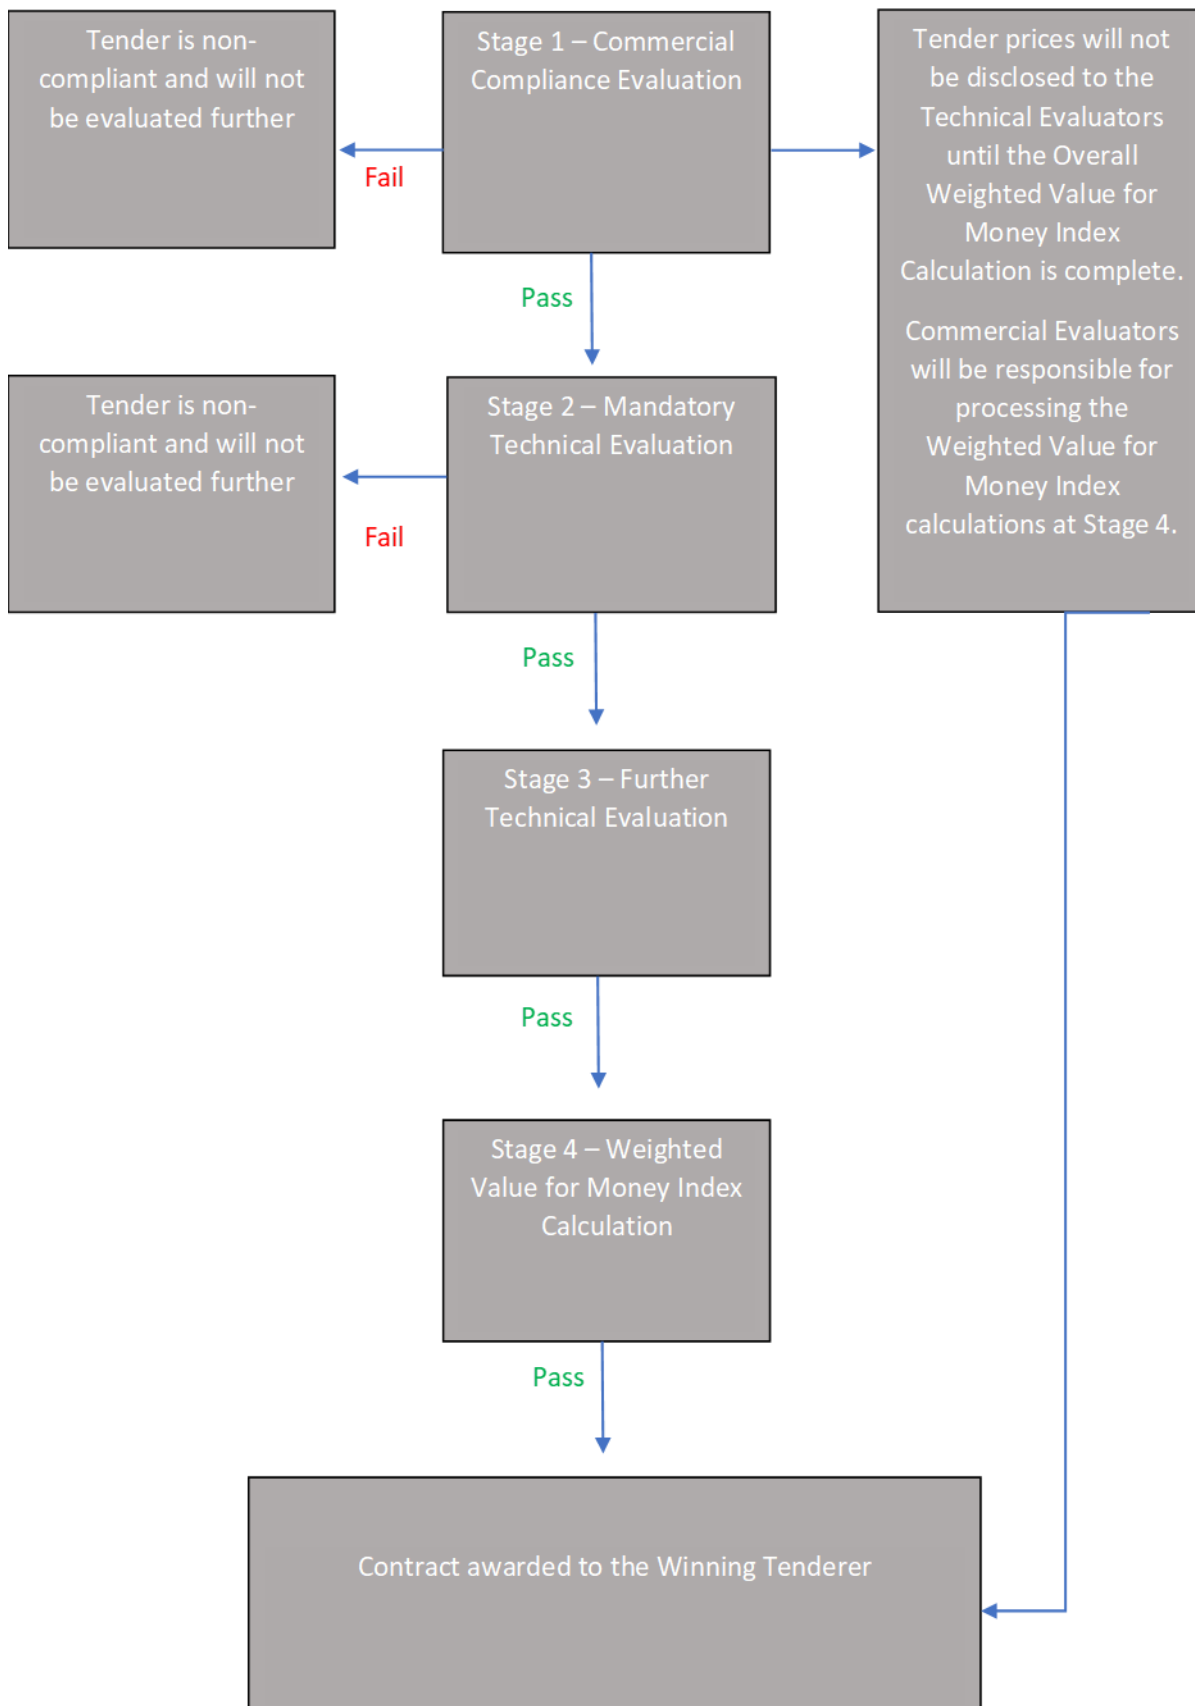 Tender is non-
compliant and will not
be evaluated further
Stage 1 – Commercial
Compliance Evaluation
Tender prices will not
be disclosed to the
Technical Evaluators
until the Overall
Weighted Value for
Money Index
Calculation is complete.
Commercial Evaluators
will be responsible for
processing the
Weighted Value for
Money Index
calculations at Stage 4.
Fail
Pass
Tender is non-
compliant and will not
be evaluated further
Stage 2 – Mandatory
Technical Evaluation
Fail
Pass
Stage 3 – Further
Technical Evaluation
Pass
Stage 4 – Weighted
Value for Money Index
Calculation
Pass
Contract awarded to the Winning Tenderer